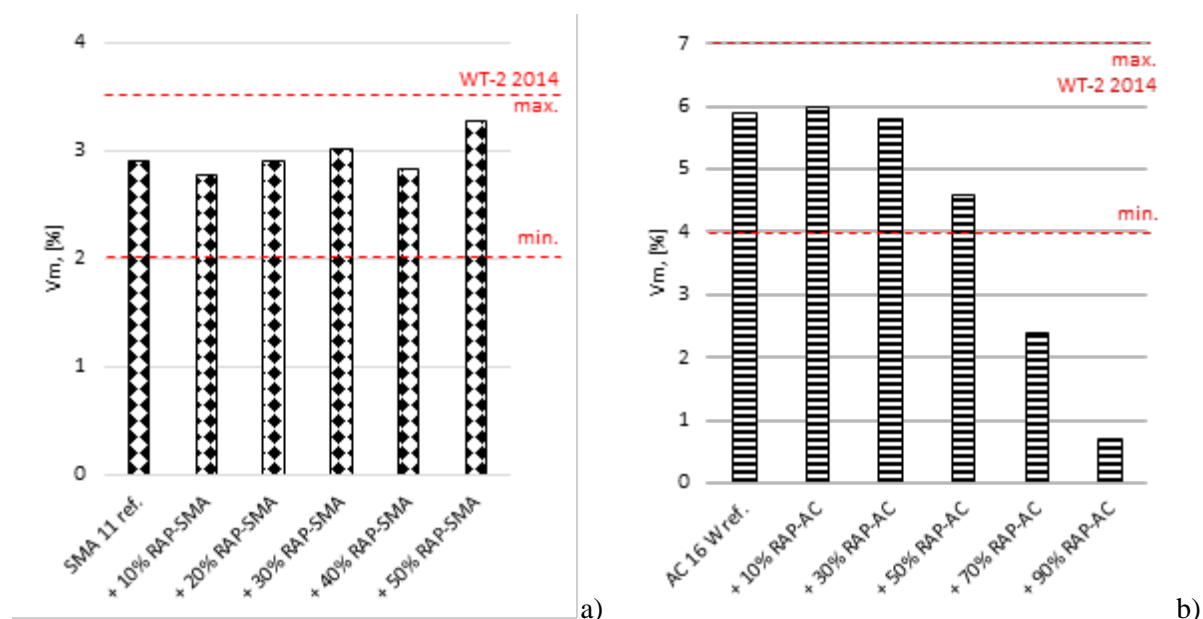 4
WT-2 2014
max.
3
min.
2
Vm, [%]
1
0
SMA 11 ref.
+ 10% RAP-SMA
+ 20% RAP-SMA
+ 30% RAP-SMA
+ 40% RAP-SMA
+ 50% RAP-SMA
a)
7
max.
WT-2 2014
6
5
min.
4
Vm, [%]
3
2
1
0
AC 16 W ref.
+ 10% RAP-AC
+ 30% RAP-AC
+ 50% RAP-AC
+ 70% RAP-AC
+ 90% RAP-AC
b)